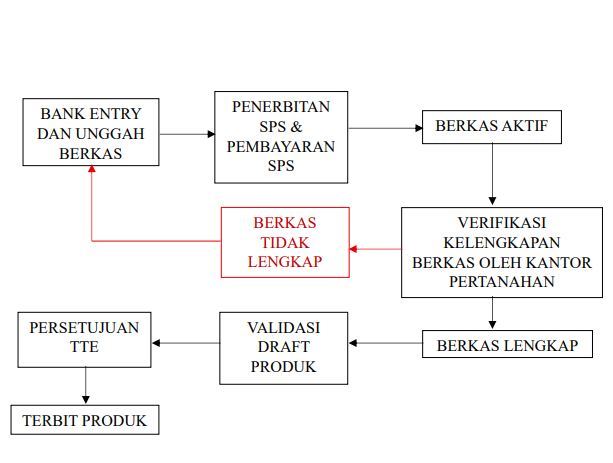 BANK ENTRY
DAN UNGGAH
BERKAS
PENERBITAN
SPS &
PEMBAYARAN
SPS
BERKAS AKTIF
VERIFIKASI
KELENGKAPAN
BERKAS OLEH KANTOR
PERTANAHAN
BERKAS
TIDAK
LENGKAP
BERKAS LENGKAP
VALIDASI
DRAFT
PRODUK
PERSETUJUAN
TTE
TERBIT PRODUK